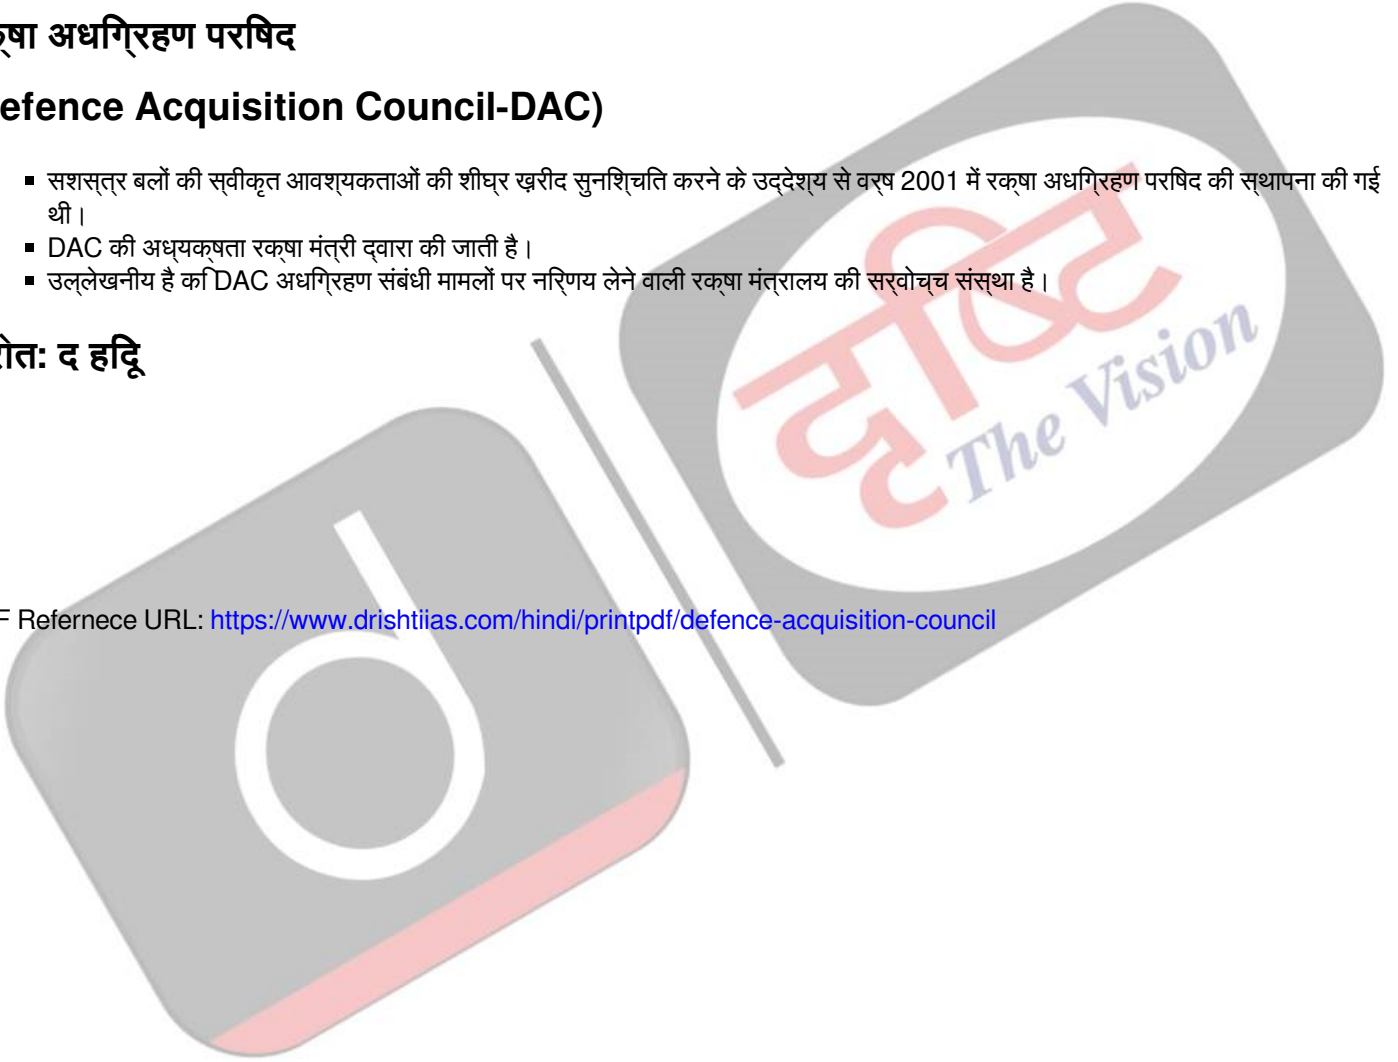 क्षा अधिग्रहण परिषद
efence Acquisition Council-DAC)
▪ सशस्त्र बलों की स्वीकृत आवश्यकताओं की शीघ्र ख़रीद सुनिश्चित करने के उद्देश्य से वर्ष 2001 में रक्षा अधिग्रहण परिषद की स्थापना की गई
थी।
▪ DAC की अध्यक्षता रक्षा मंत्री द्वारा की जाती है।
▪ उल्लेखनीय है कि DAC अधिग्रहण संबंधी मामलों पर निर्णय लेने वाली रक्षा मंत्रालय की सर्वोच्च संस्था है।
रोत: द हिंदू
F Refernece URL: https://www.drishtiias.com/hindi/printpdf/defence-acquisition-council
d
दृष्टि
The Vision